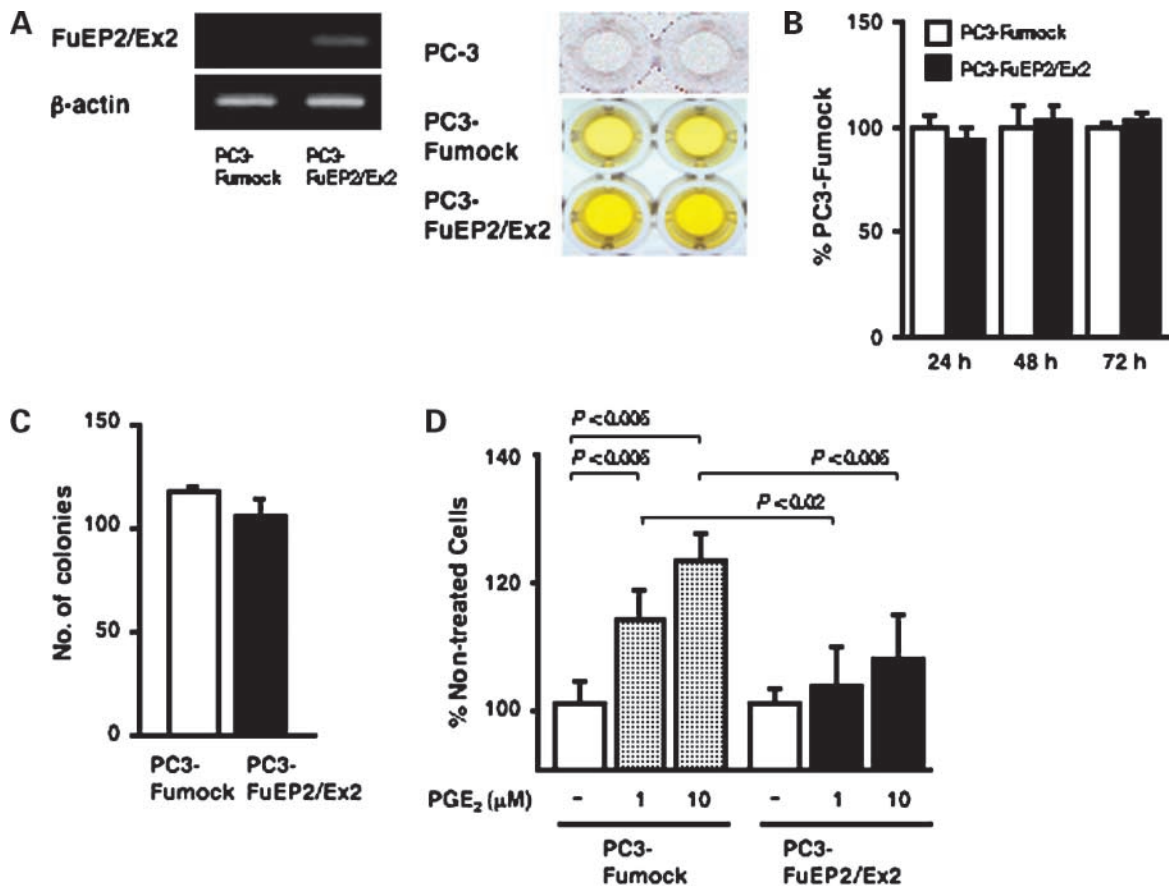 A
FuEP2/Ex2
β-actin
PC3-
Fumock
PC3-
FuEP2/Ex2
PC-3
PC3-
Fumock
PC3-
FuEP2/Ex2
B
PC3-Fumock
PC3-FuEP2/Ex2
% PC3-Fumock
150
100
50
0
24 h
48 h
72 h
C
No. of colonies
150
100
50
0
PC3-
Fumock
PC3-
FuEP2/Ex2
D
% Non-treated Cells
140
120
100
P<0.005
P<0.005
P<0.005
P<0.02
PGE₂ (μM)
-
1
10
-
1
10
PC3-
Fumock
PC3-
FuEP2/Ex2